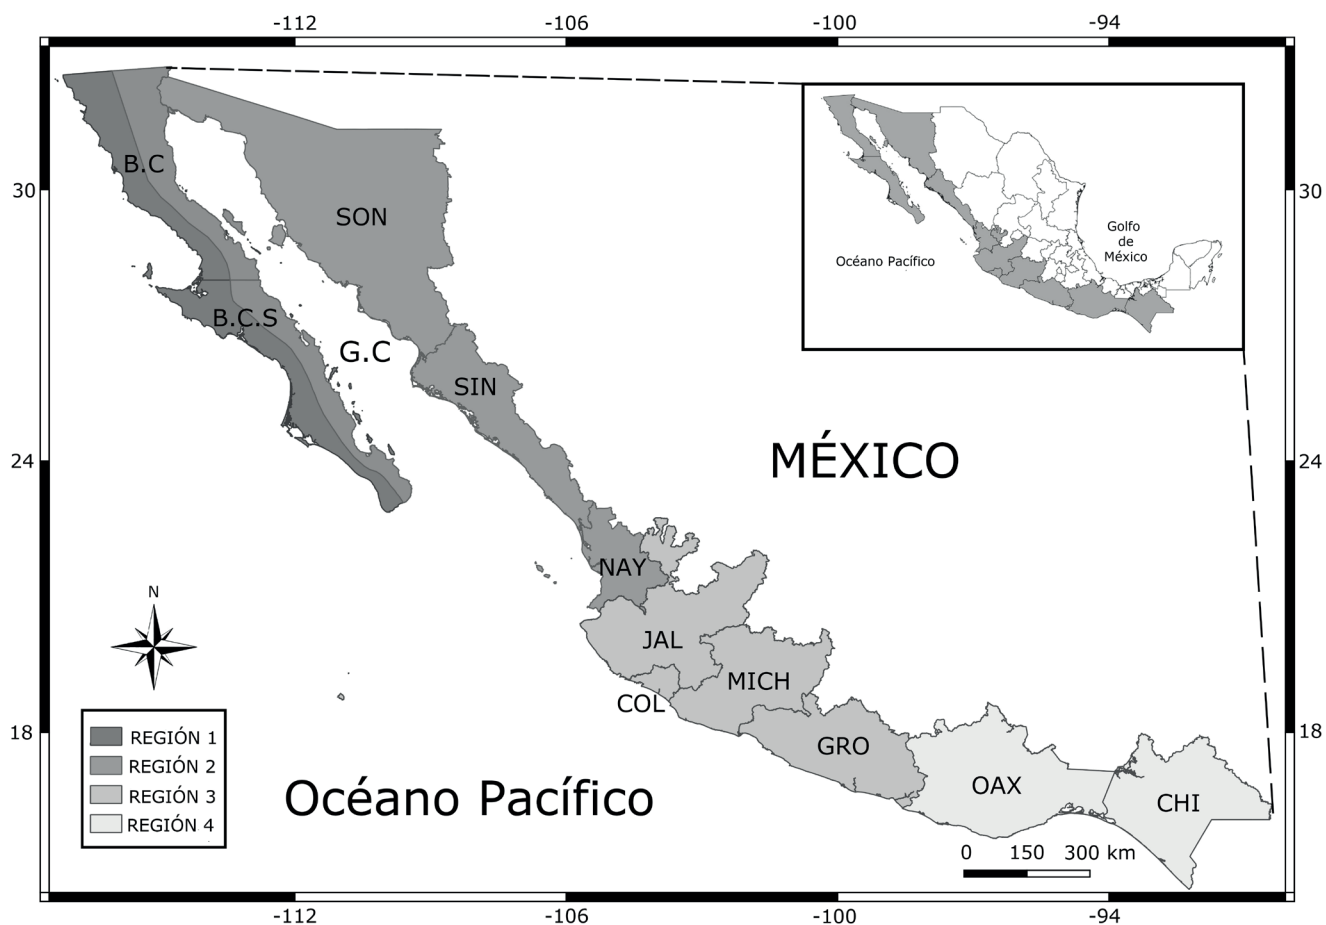 -112 -106 -100 -94
30 30
24 24
18 18
B.C
SON
B.C.S
G.C
SIN
NAY
JAL
COL
MICH
GRO
OAX
CHI
Golfo
de
México
Océano Pacífico
MÉXICO
N
REGIÓN 1
REGIÓN 2
REGIÓN 3
REGIÓN 4
Océano Pacífico
0 150 300 km
-112 -106 -100 -94